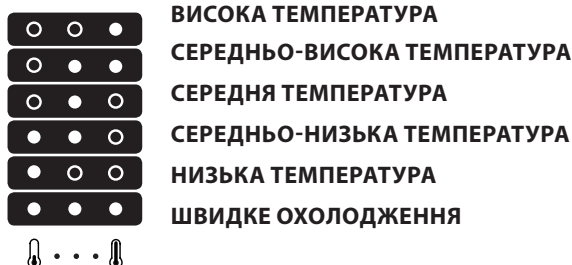 ВИСОКА ТЕМПЕРАТУРА
СЕРЕДНЬО-ВИСОКА ТЕМПЕРАТУРА
СЕРЕДНЯ ТЕМПЕРАТУРА
СЕРЕДНЬО-НИЗЬКА ТЕМПЕРАТУРА
НИЗЬКА ТЕМПЕРАТУРА
ШВИДКЕ ОХОЛОДЖЕННЯ